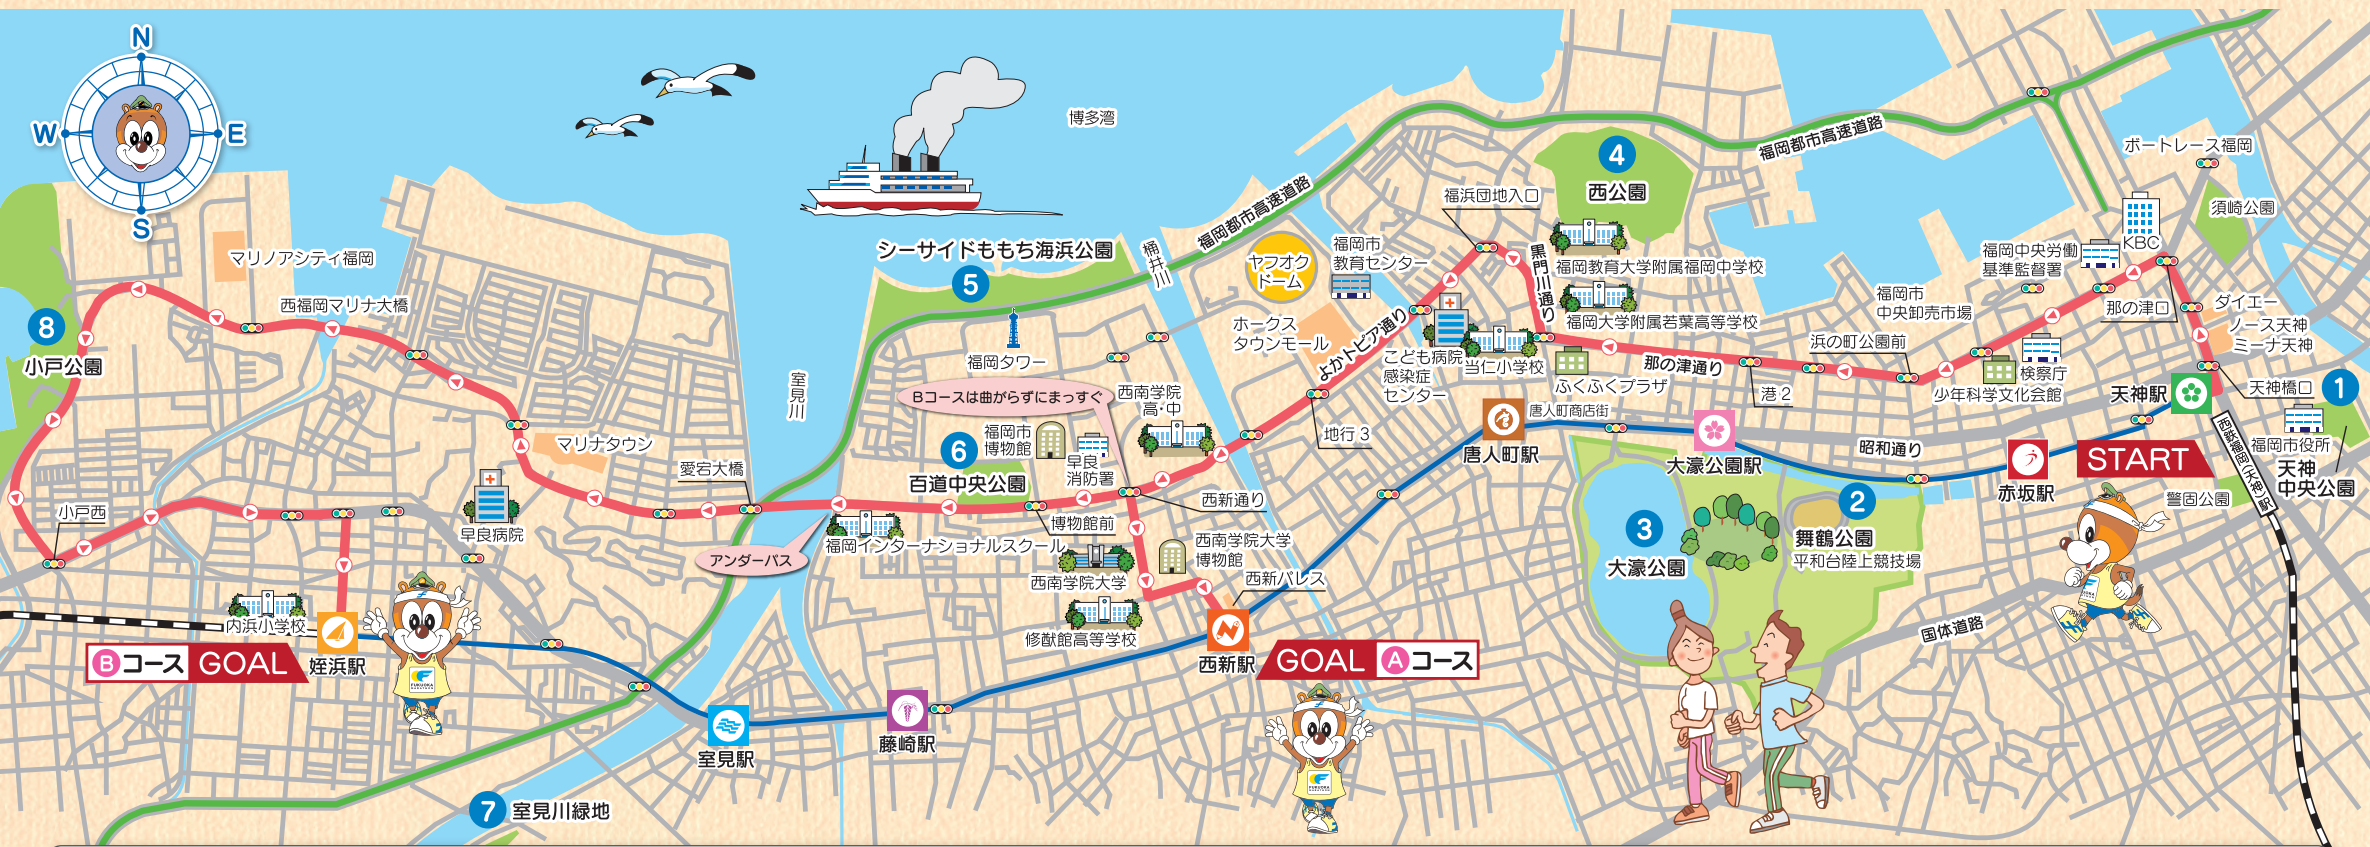 N
W
E
S
博多湾
マリノアシティ福岡
西福岡マリナ大橋
8
小戸公園
小戸西
マリナタウン
早良病院
愛宕大橋
内浜小学校
B コース GOAL
姪浜駅
7
室見川緑地
室見川
アンダーパス
室見駅
藤崎駅
シーサイドももち海浜公園
5
福岡タワー
Bコースは曲がらずにまっすぐ
西南学院
高・中
6
福岡市
博物館
早良
消防署
百道中央公園
博物館前
福岡インターナショナルスクール
西南学院大学
修猷館高等学校
西南学院大学
博物館
西新通り
西新パレス
西新駅
GOAL A コース
樋井川
福岡都市高速道路
ヤフオク
ドーム
福岡市
教育センター
ホークス
タウンモール
よかトピア通り
地行3
福浜団地入口
黒門川通り
こども病院
感染症
センター
当仁小学校
4
西公園
福岡教育大学附属福岡中学校
福岡大学附属若葉高等学校
ふくふくプラザ
唐人町商店街
唐人町駅
那の津通り
港2
大濠公園駅
3
大濠公園
2
舞鶴公園
平和台陸上競技場
昭和通り
国体道路
福岡都市高速道路
福岡市
中央卸売市場
浜の町公園前
福岡中央労働
基準監督署
KBC
ボートレース福岡
須崎公園
那の津口
ダイエー
ノース天神
ミーナ天神
検察庁
少年科学文化会館
天神橋口
天神駅
1
福岡市役所
天神
中央公園
西鉄福岡(天神)駅
警固公園
赤坂駅
START